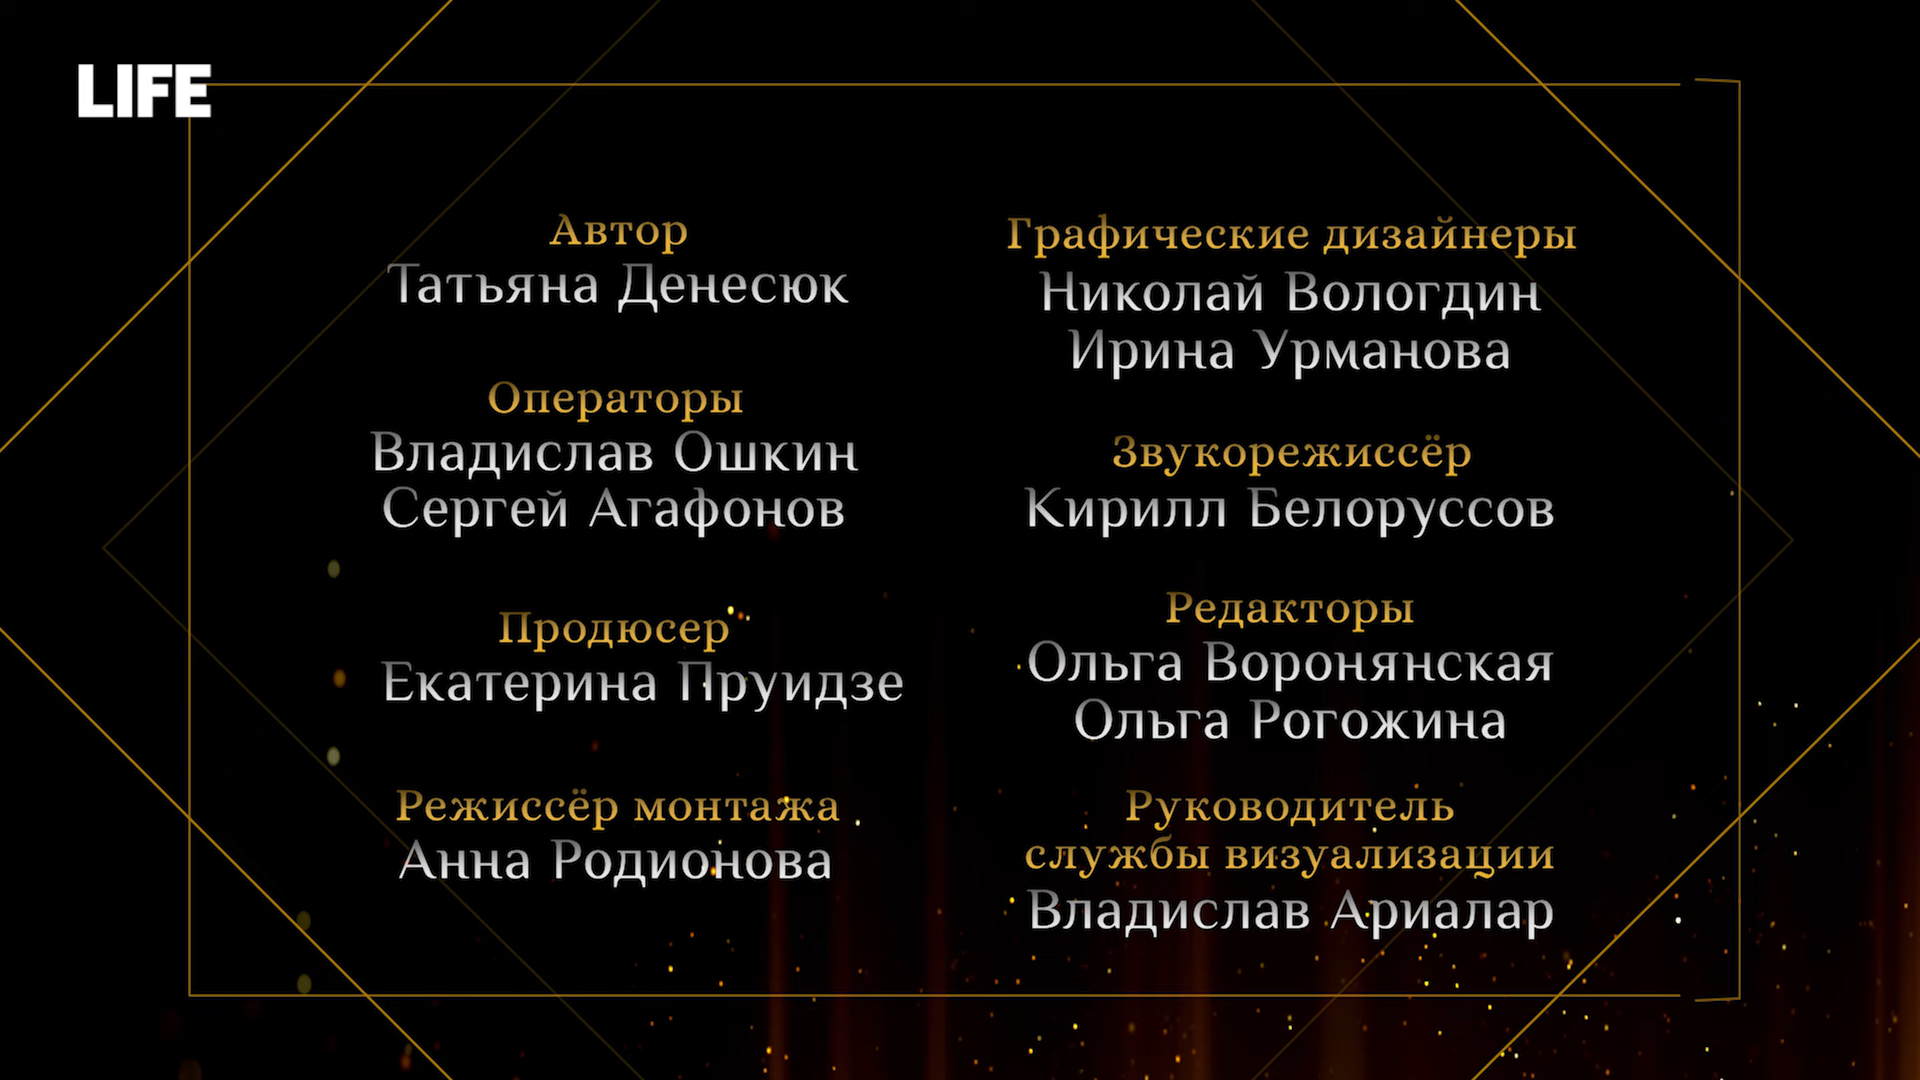 LIFE
Автор
Татьяна Денесюк
Операторы
Владислав Ошкин
Сергей Агафонов
Продюсер
Екатерина Пруидзе
Режиссёр монтажа
Анна Родионова
Графические дизайнеры
Николай Вологдин
Ирина Урманова
Звукорежиссёр
Кирилл Белоруссов
Редакторы
Ольга Воронянская
Ольга Рогожина
Руководитель
службы визуализации
Владислав Ариалар